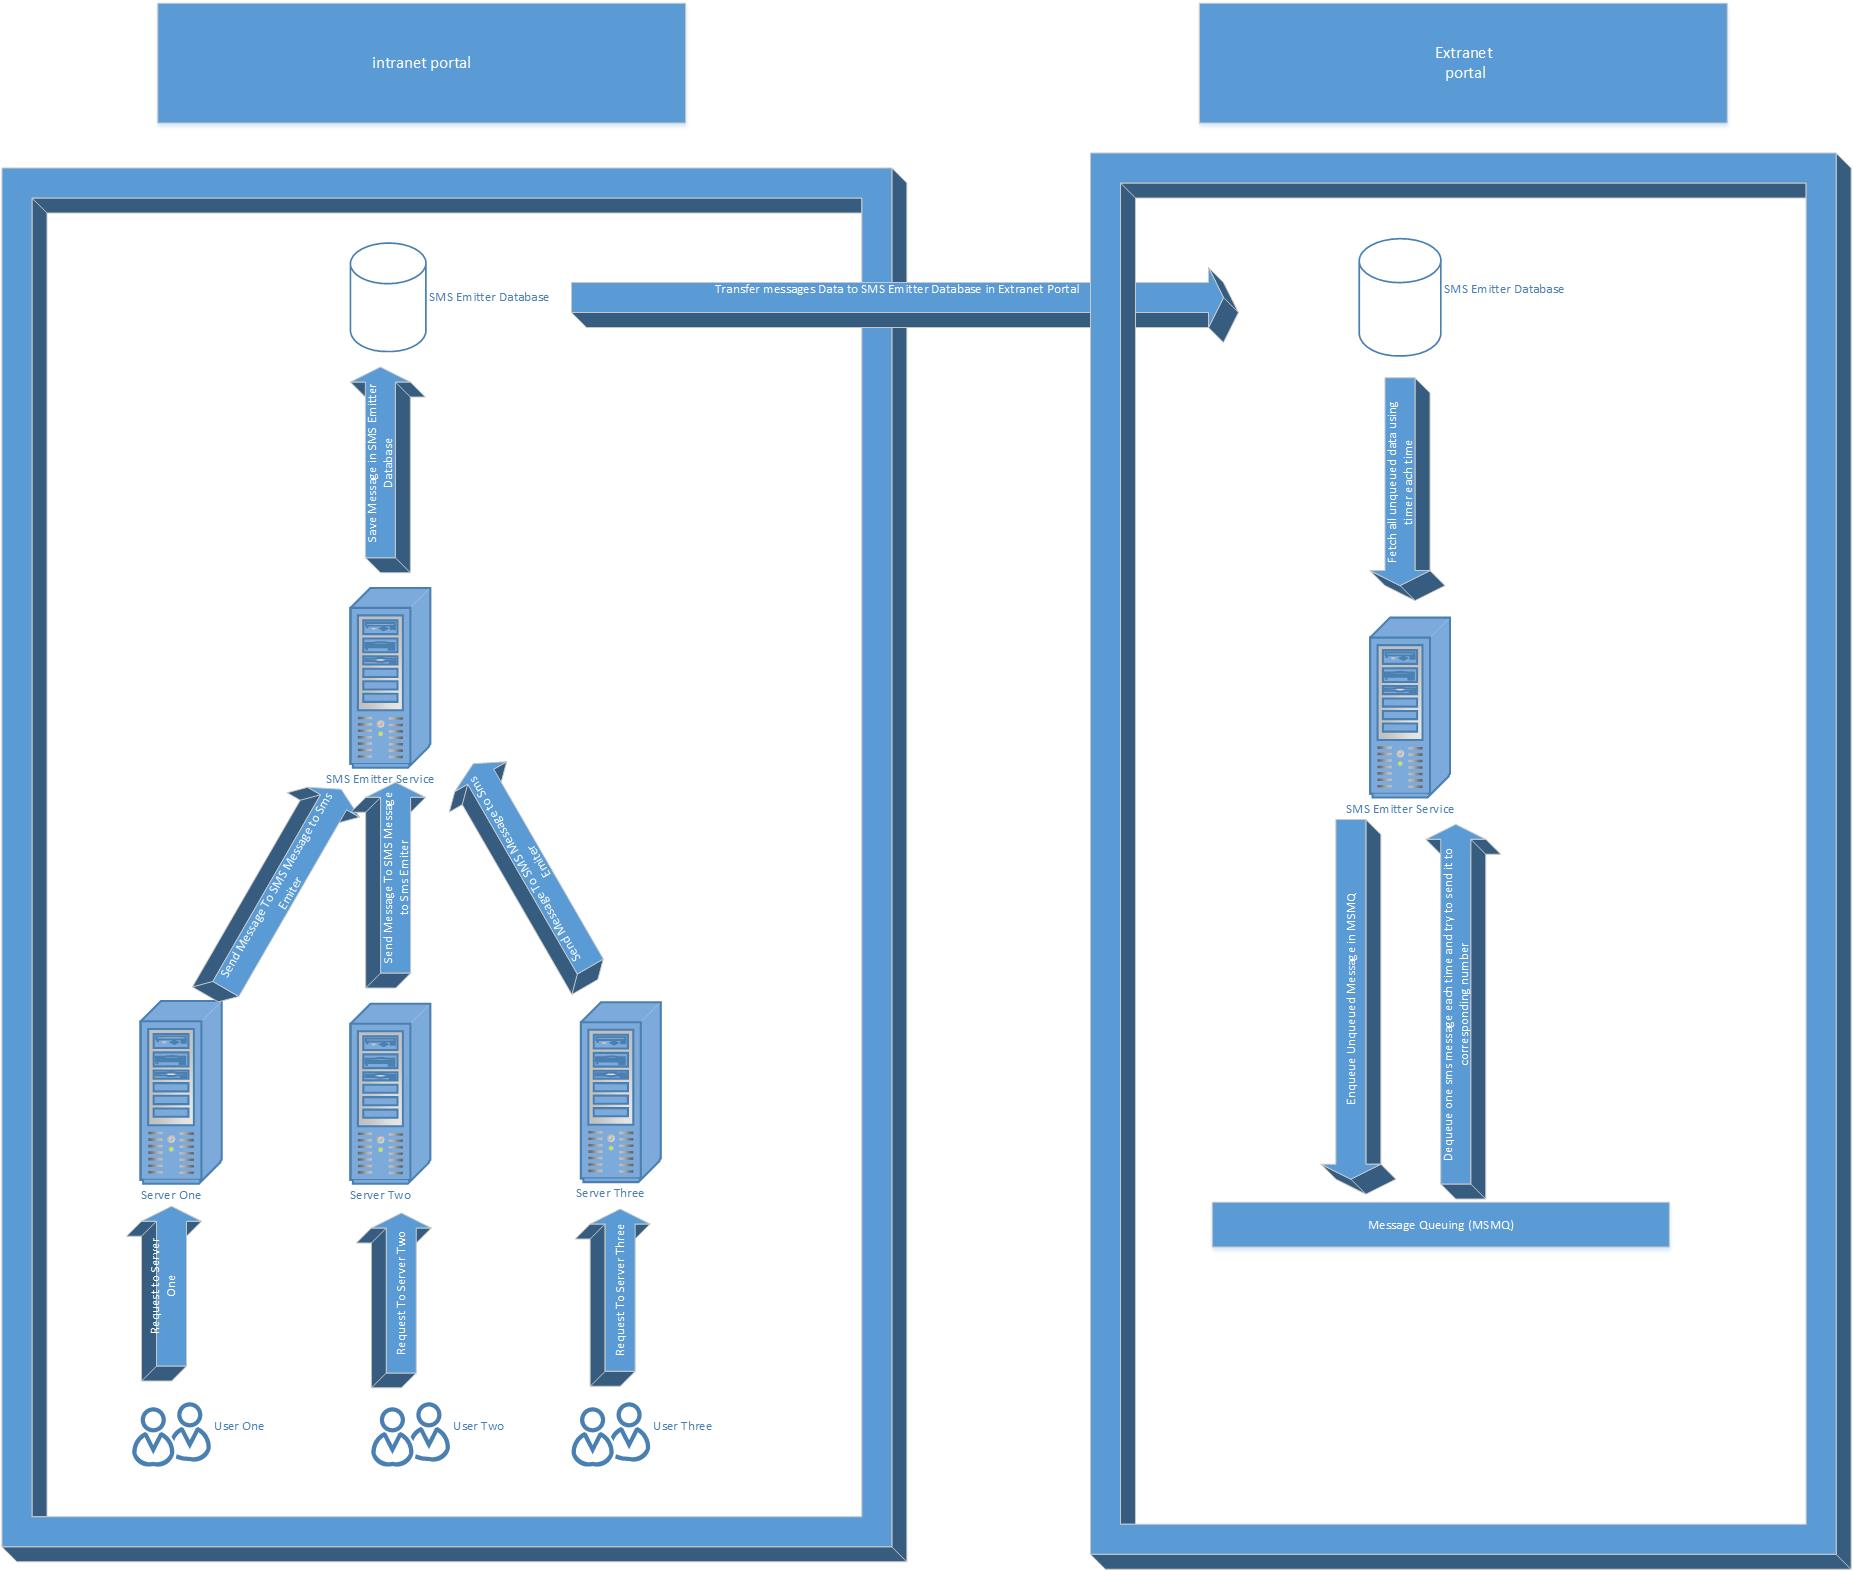 intranet portal
Extranet
portal
SMS Emitter Database
Transfer messages Data to SMS Emitter Database in Extranet Portal
SMS Emitter Database
Save Message in SMS Emitter
Database
Fetch all unqueued data using
timer each time
SMS Emitter Service
SMS Emitter Service
Send Message To SMS Message to Sms
Emiter
Send Message To SMS Message
to Sms Emiter
Send Message To SMS Message to Sms
Emiter
Enqueue Unqueued Message in MSMQ
Dequeue one sms message each time and try to send it to
corresponding number
Server One
Server Two
Server Three
Message Queuing (MSMQ)
Request to Server
One
Request To Server Two
Request To Server Three
User One
User Two
User Three